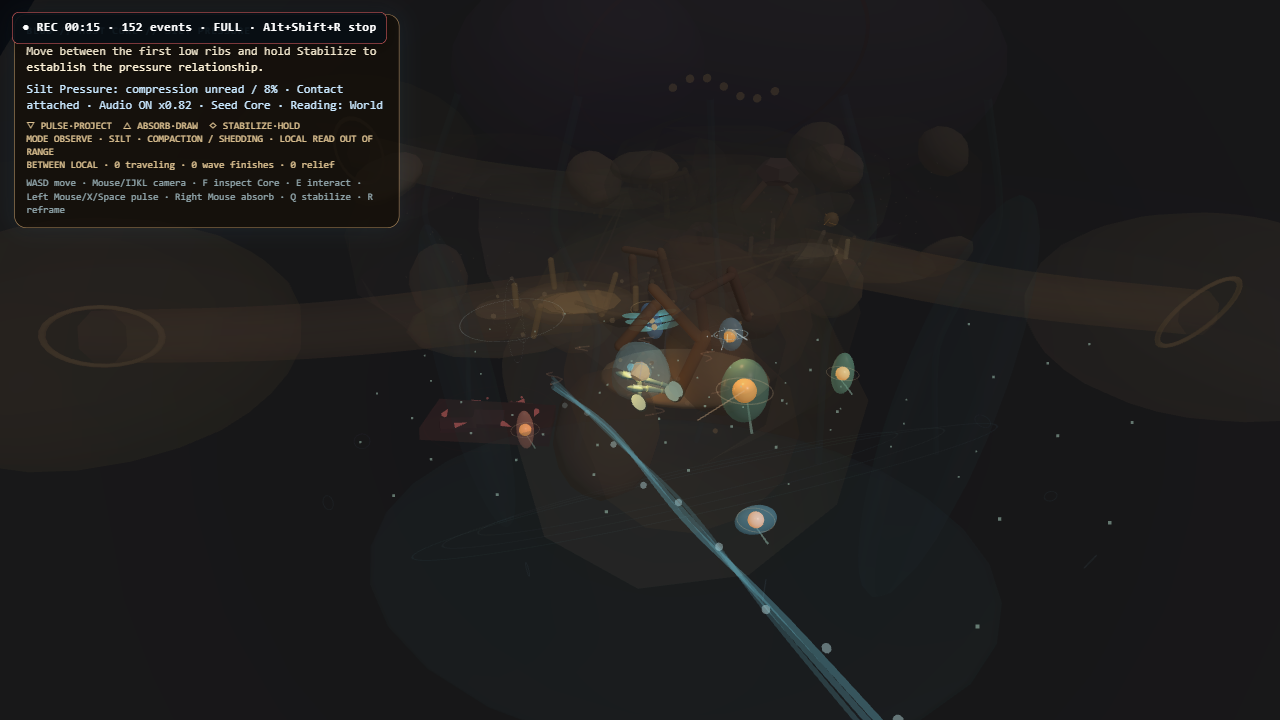 ● REC 00:15 · 152 events · FULL · Alt+Shift+R stop
Move between the first low ribs and hold Stabilize to
establish the pressure relationship.
Silt Pressure: compression unread / 8% · Contact
attached · Audio ON x0.82 · Seed Core · Reading: World
▽ PULSE·PROJECT △ ABSORB·DRAW ◇ STABILIZE·HOLD
MODE OBSERVE · SILT · COMPACTION / SHEDDING · LOCAL READ OUT OF
RANGE
BETWEEN LOCAL · 0 traveling · 0 wave finishes · 0 relief
WASD move · Mouse/IJKL camera · F inspect Core · E interact ·
Left Mouse/X/Space pulse · Right Mouse absorb · Q stabilize · R
reframe